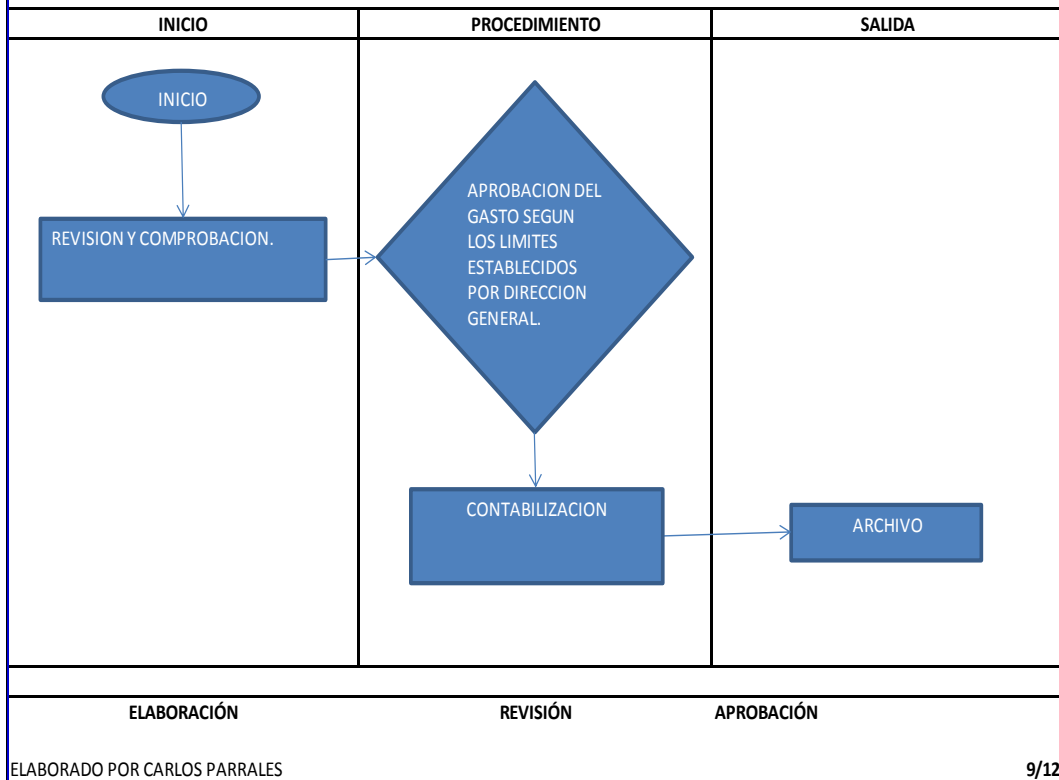 INICIO PROCEDIMIENTO SALIDA
INICIO
REVISION Y COMPROBACION.
APROBACION DEL
GASTO SEGUN
LOS LIMITES
ESTABLECIDOS
POR DIRECCION
GENERAL.
CONTABILIZACION
ARCHIVO
ELABORACIÓN REVISIÓN APROBACIÓN
ELABORADO POR CARLOS PARRALES 9/12